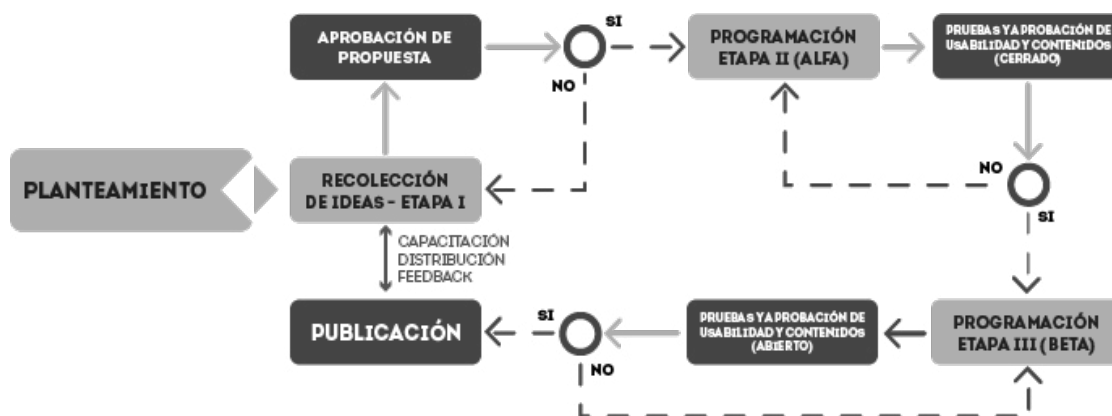 PLANTEAMIENTO
RECOLECCIÓN
DE IDEAS - ETAPA I
APROBACIÓN DE
PROPUESTA
SI
NO
PROGRAMACIÓN
ETAPA II (ALFA)
PRUEBAS Y APROBACIÓN DE
USABILIDAD Y CONTENIDOS
(CERRADO)
NO
SI
PROGRAMACIÓN
ETAPA III (BETA)
PRUEBAS Y APROBACIÓN DE
USABILIDAD Y CONTENIDOS
(ABIERTO)
SI
NO
PUBLICACIÓN
CAPACITACIÓN
DISTRIBUCIÓN
FEEDBACK